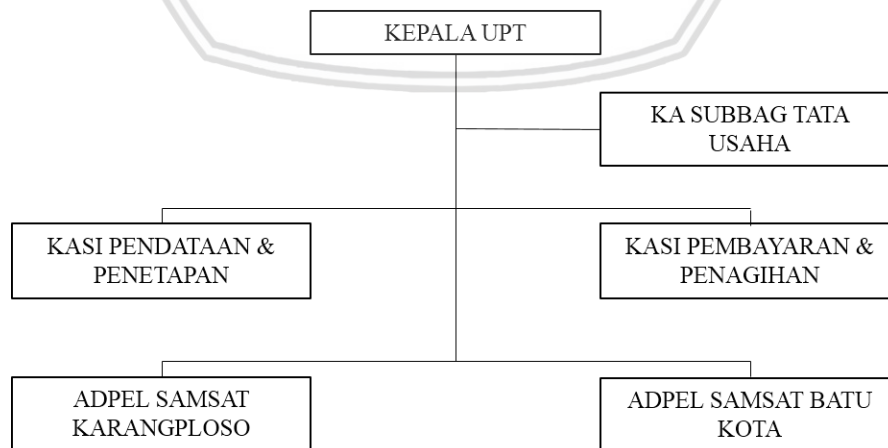 KEPALA UPT
KA SUBBAG TATA
USAHA
KASI PENDATAAN &
PENETAPAN
KASI PEMBAYARAN &
PENAGIHAN
ADPEL SAMSAT
KARANGPLOSO
ADPEL SAMSAT BATU
KOTA